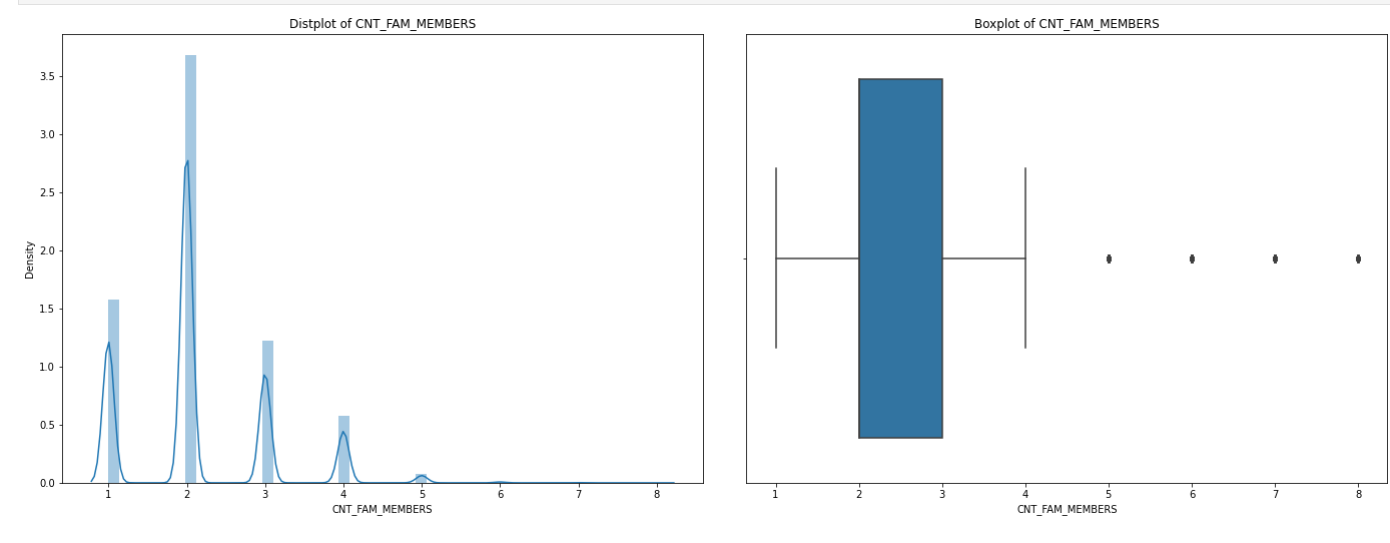 Distplot of CNT_FAM_MEMBERS
3.5
3.0
2.5
2.0
1.5
1.0
0.5
0.0
Density
1 2 3 4 5 6 7 8
CNT_FAM_MEMBERS
Boxplot of CNT_FAM_MEMBERS
1 2 3 4 5 6 7 8
CNT_FAM_MEMBERS